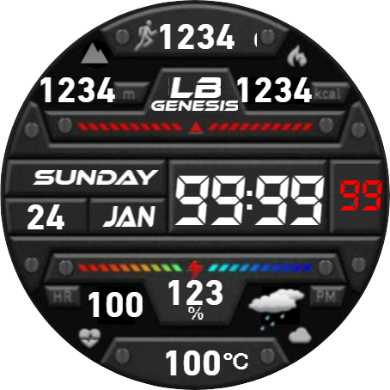 1234
1234 m
LB
GENESIS
1234 kcal
SUNDAY
24 JAN
99:99 99
HR
100
123
%
PM
100°C